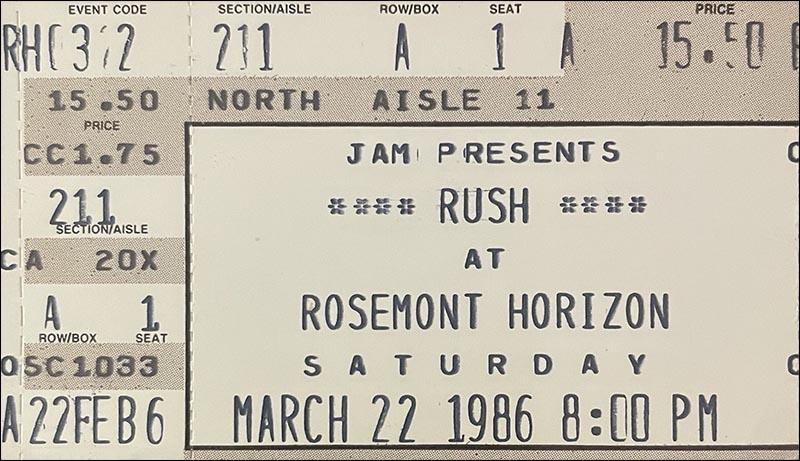 EVENT CODE SECTION/AISLE ROW/BOX SEAT PRICE
211 A 1 A 15.50
15.50 NORTH AISLE 11
PRICE
CC1.75 JAM PRESENTS
**** RUSH ****
211
SECTION/AISLE
AT
CA 20X
ROSEMONT HORIZON
A 1
ROW/BOX SEAT
SATURDAY
OSC1033
A22FEB6 MARCH 22 1986 8:00 PM